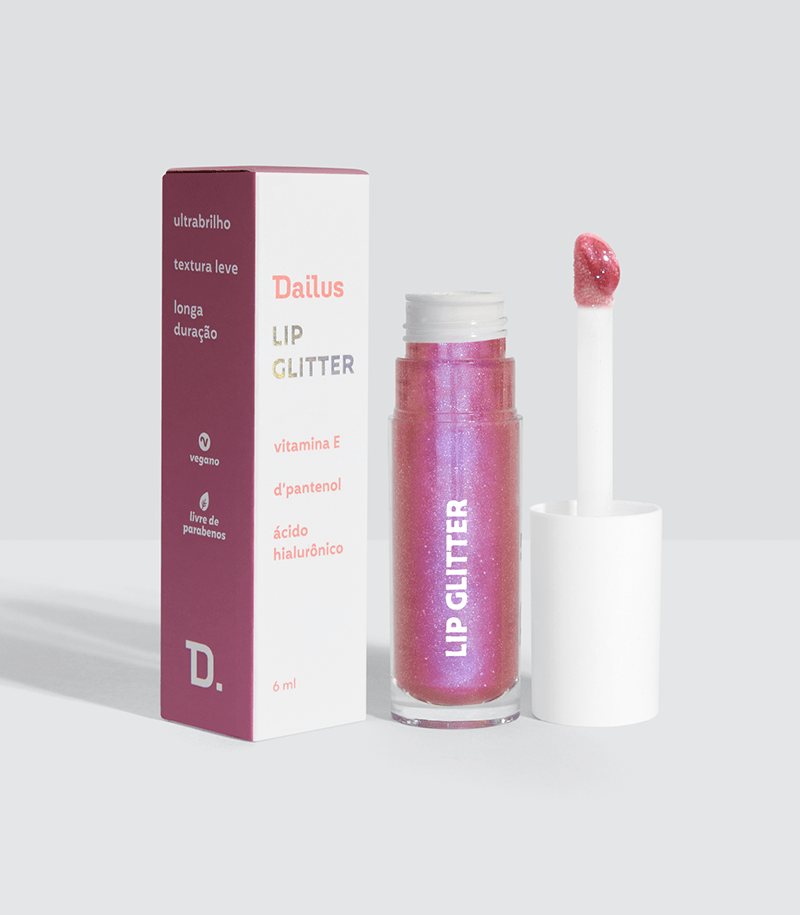 ultrabrilho
textura leve
longa
duração
vegano
livre de
parabenos
D.
Dailus
LIP
GLITTER
vitamina E
d'pantenol
ácido
hialurônico
6 ml
LIP GLITTER